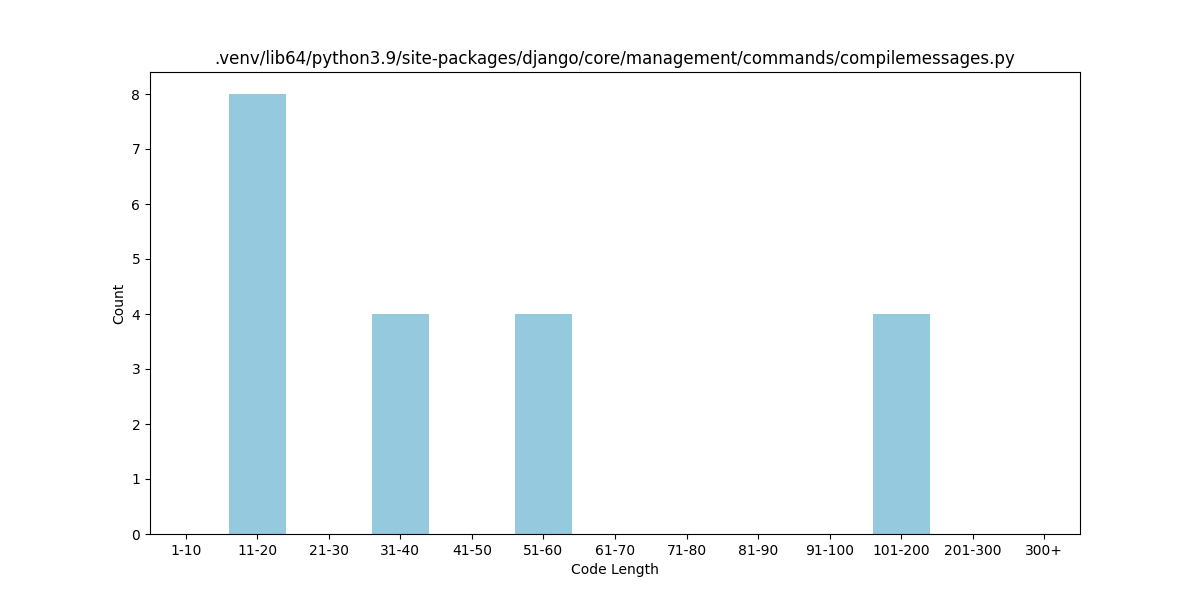 .venv/lib64/python3.9/site-packages/django/core/management/commands/compilemessages.py
8
7
6
5
4
3
2
1
0
Count
1-10 11-20 21-30 31-40 41-50 51-60 61-70 71-80 81-90 91-100 101-200 201-300 300+
Code Length